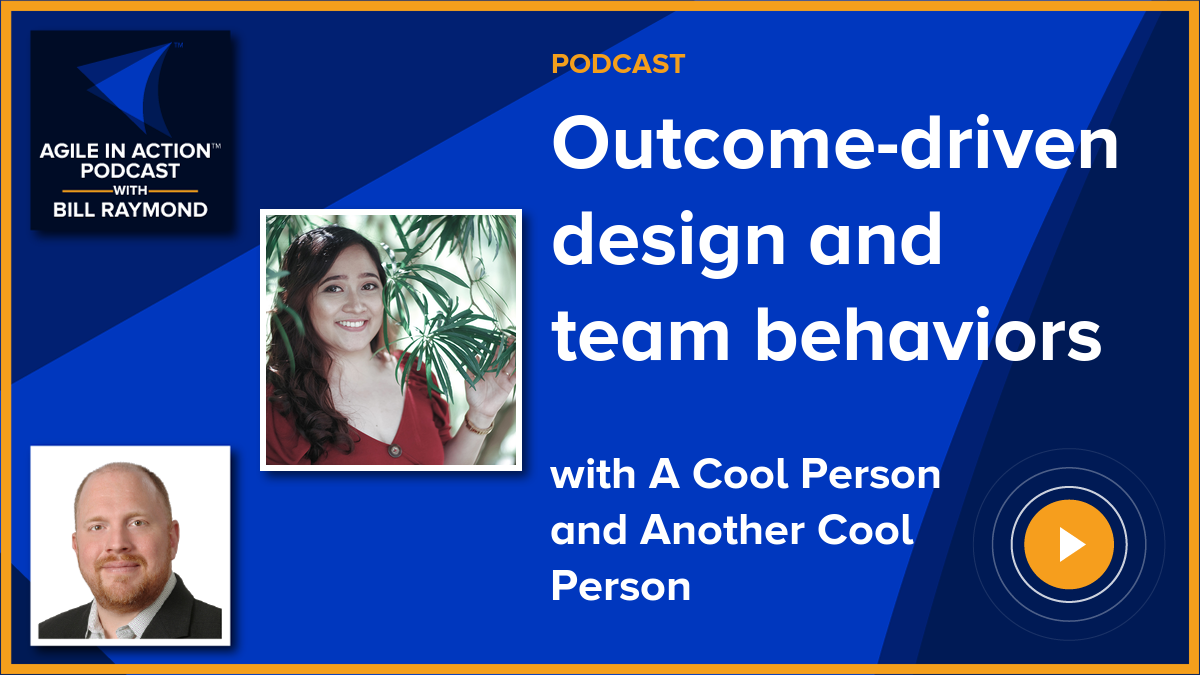 AGILE IN ACTION™
PODCAST
WITH
BILL RAYMOND
PODCAST
Outcome-driven
design and
team behaviors
with A Cool Person
and Another Cool
Person